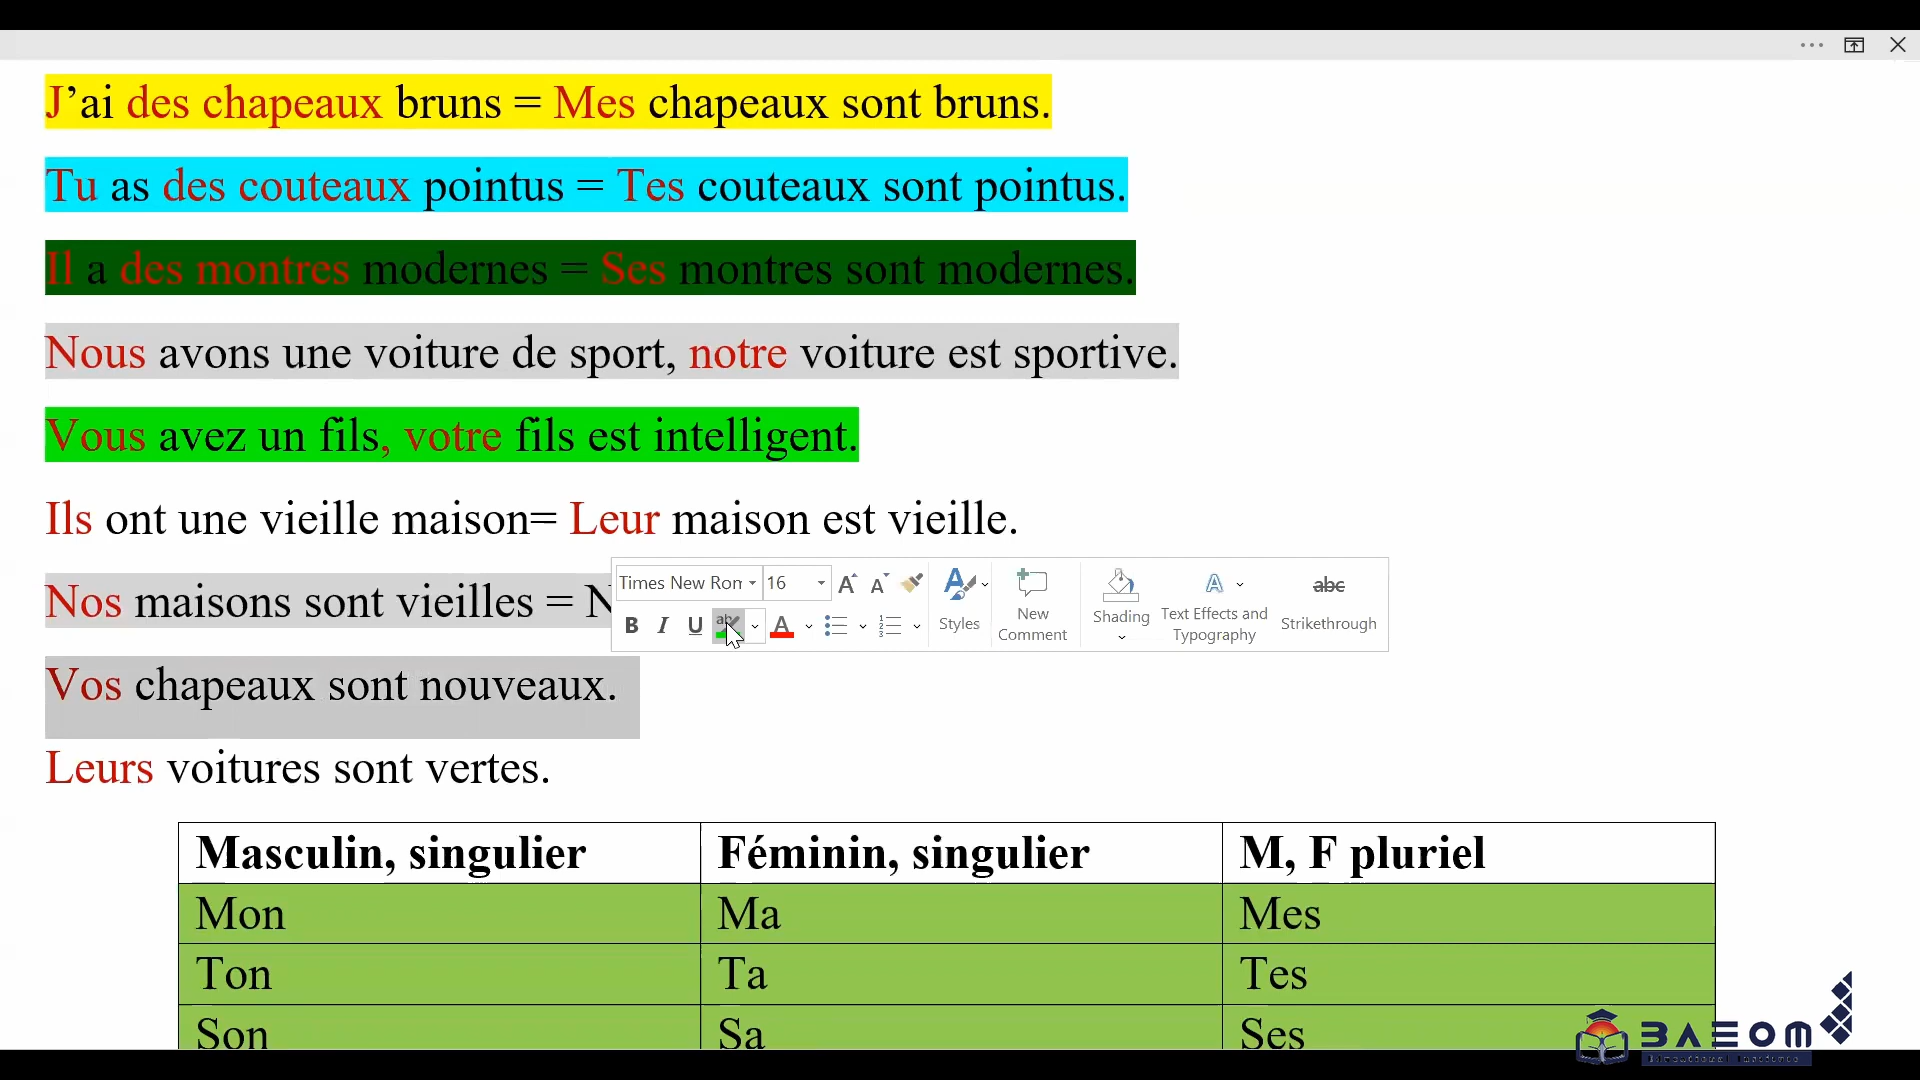 J’ai des chapeaux bruns = Mes chapeaux sont bruns.
Tu as des couteaux pointus = Tes couteaux sont pointus.
Il a des montres modernes = Ses montres sont modernes.
Nous avons une voiture de sport, notre voiture est sportive.
Vous avez un fils, votre fils est intelligent.
Ils ont une vieille maison= Leur maison est vieille.
Nos maisons sont vieilles = N
Times New Ron 16
New Comment
Styles
Shading
Text Effects and Typography
abc
Strikethrough
Vos chapeaux sont nouveaux.
Leurs voitures sont vertes.
Masculin, singulier Féminin, singulier M, F pluriel
Mon Ma Mes
Ton Ta Tes
Son Sa Ses
BAEOM
Educational Institute